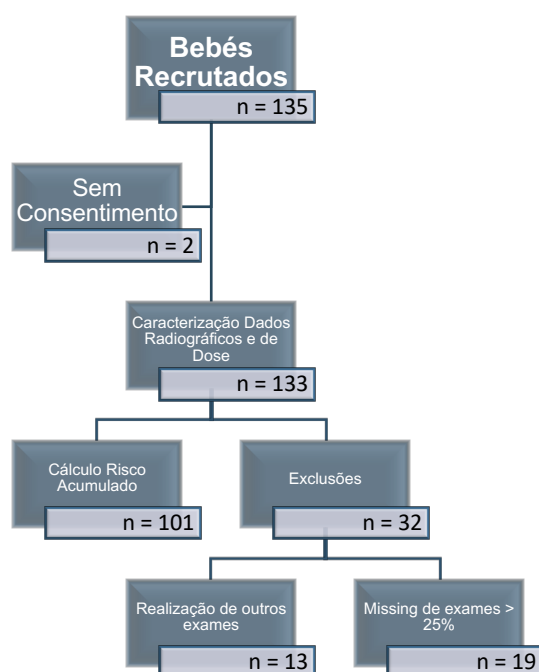 Bebés
Recrutados
n = 135
Sem
Consentimento
n = 2
Caracterização Dados
Radiográficos e de
Dose
n = 133
Cálculo Risco
Acumulado
n = 101
Exclusões
n = 32
Realização de outros
exames
n = 13
Missing de exames >
25%
n = 19